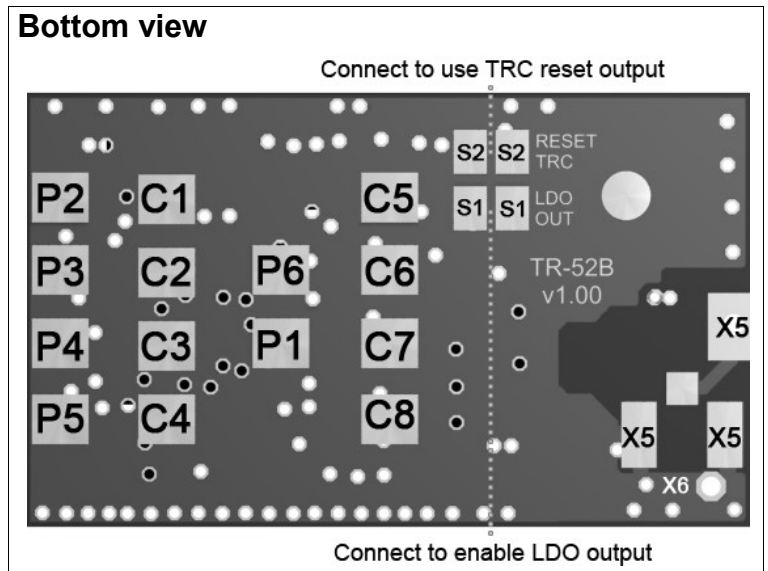 Bottom view
Connect to use TRC reset output
S2 S2 RESET TRC
P2 C1 C5 S1 S1 LDO OUT
P3 C2 P6 C6 TR-52B
v1.00
P4 C3 P1 C7 X5
P5 C4 C8 X5 X5
X6
Connect to enable LDO output